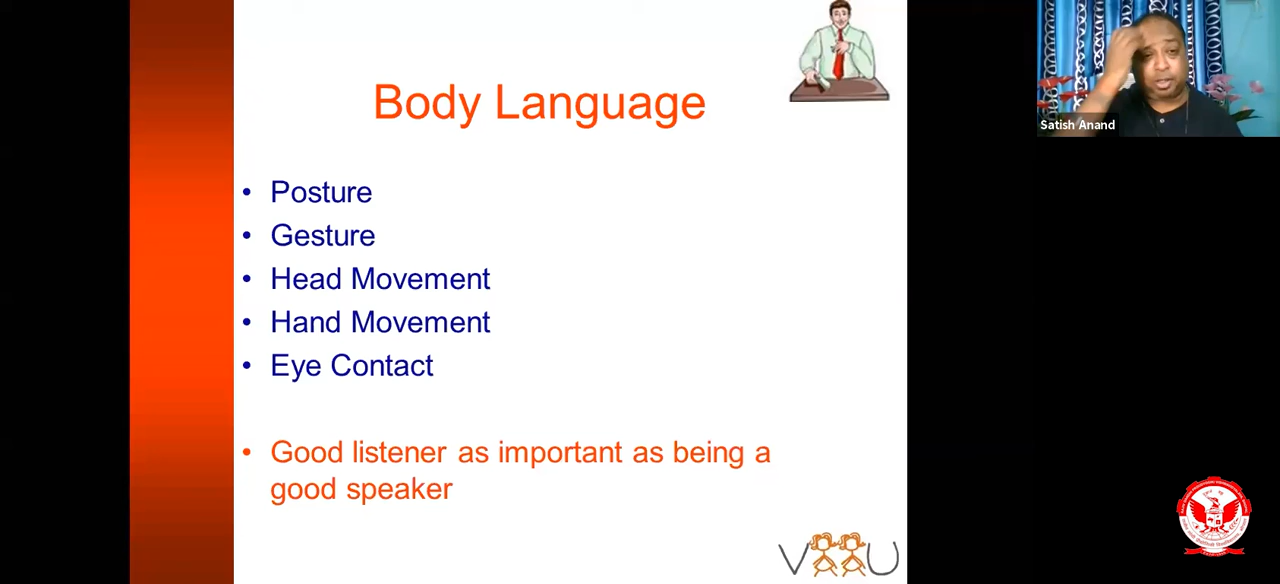 Body Language
Satish Anand
• Posture
• Gesture
• Head Movement
• Hand Movement
• Eye Contact
• Good listener as important as being a
good speaker
V U